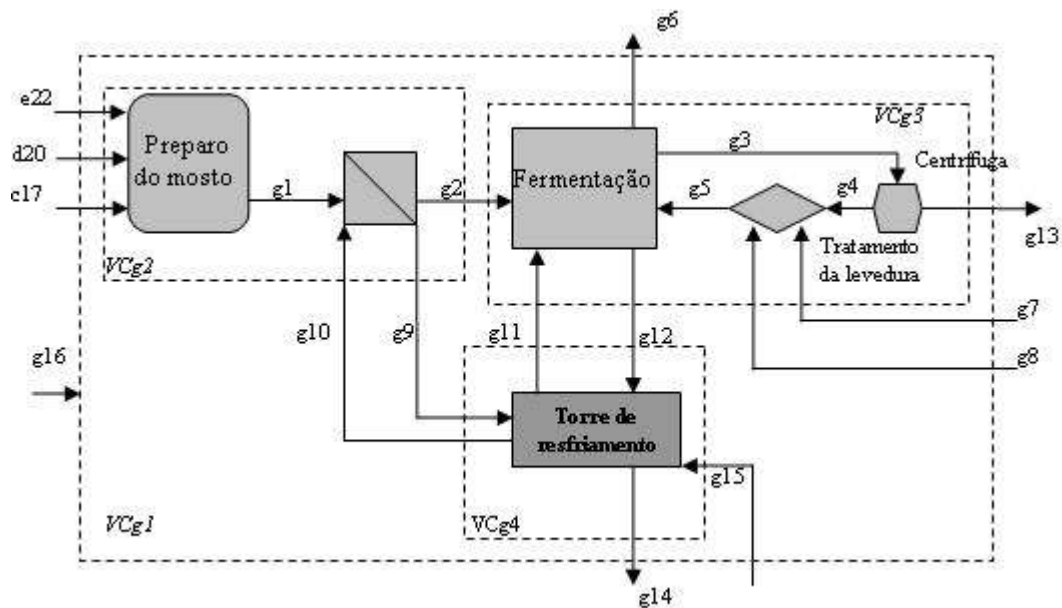 g6
e22
VCg3
Preparo
do mosto
g3
Centrífuga
d20
g1
g2
Fermentação
g5
g4
c17
g13
Tratamento
da levedura
VCg2
g7
g10
g9
g11
g12
g8
g16
Torre de
resfriamento
g15
VCg1
VCg4
g14